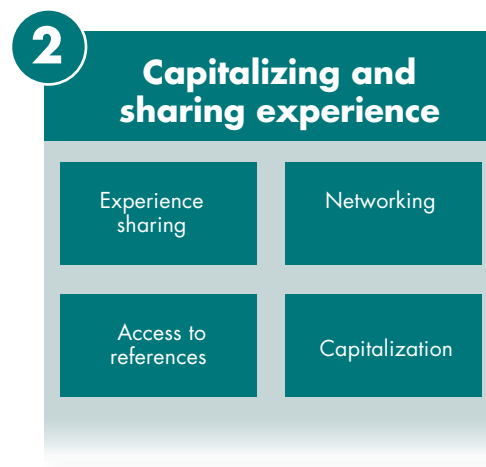 2
Capitalizing and
sharing experience
Experience
sharing
Networking
Access to
references
Capitalization